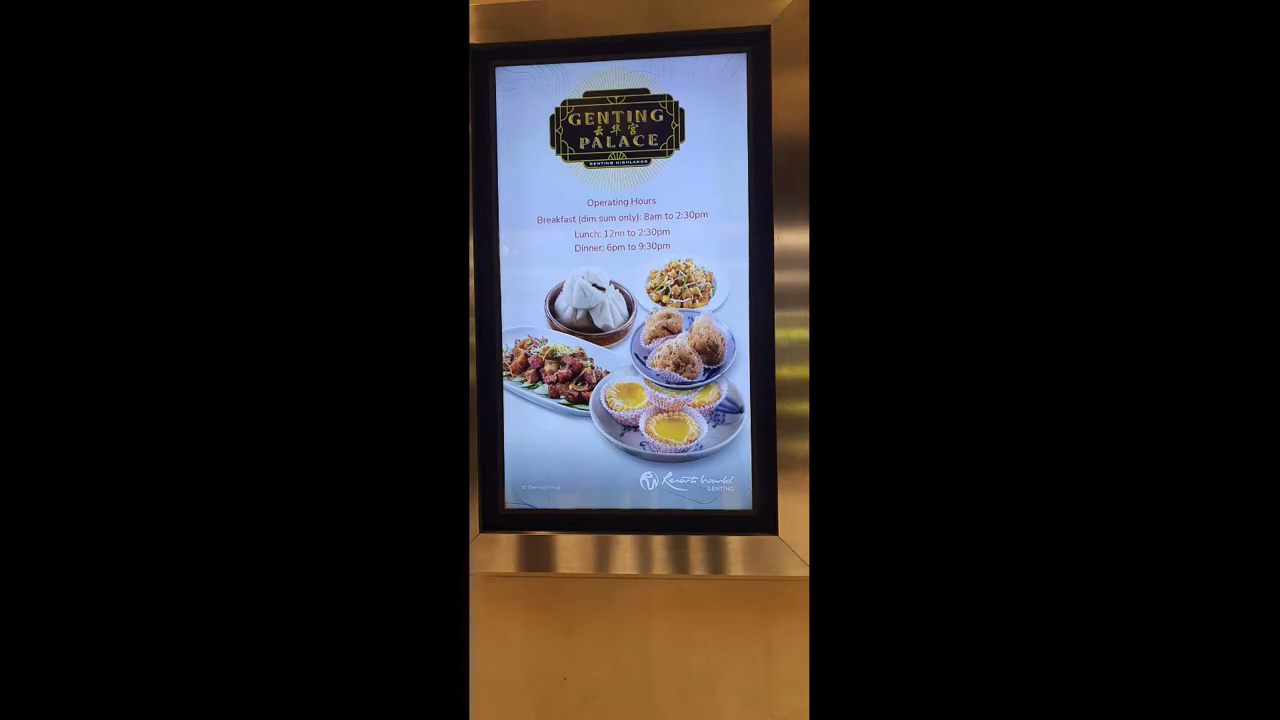 GENTING
云华宫
PALACE
GENTING HIGHLANDS
Operating Hours
Breakfast (dim sum only): 8am to 2:30pm
Lunch: 12nn to 2:30pm
Dinner: 6pm to 9:30pm
Resorts World
GENTING